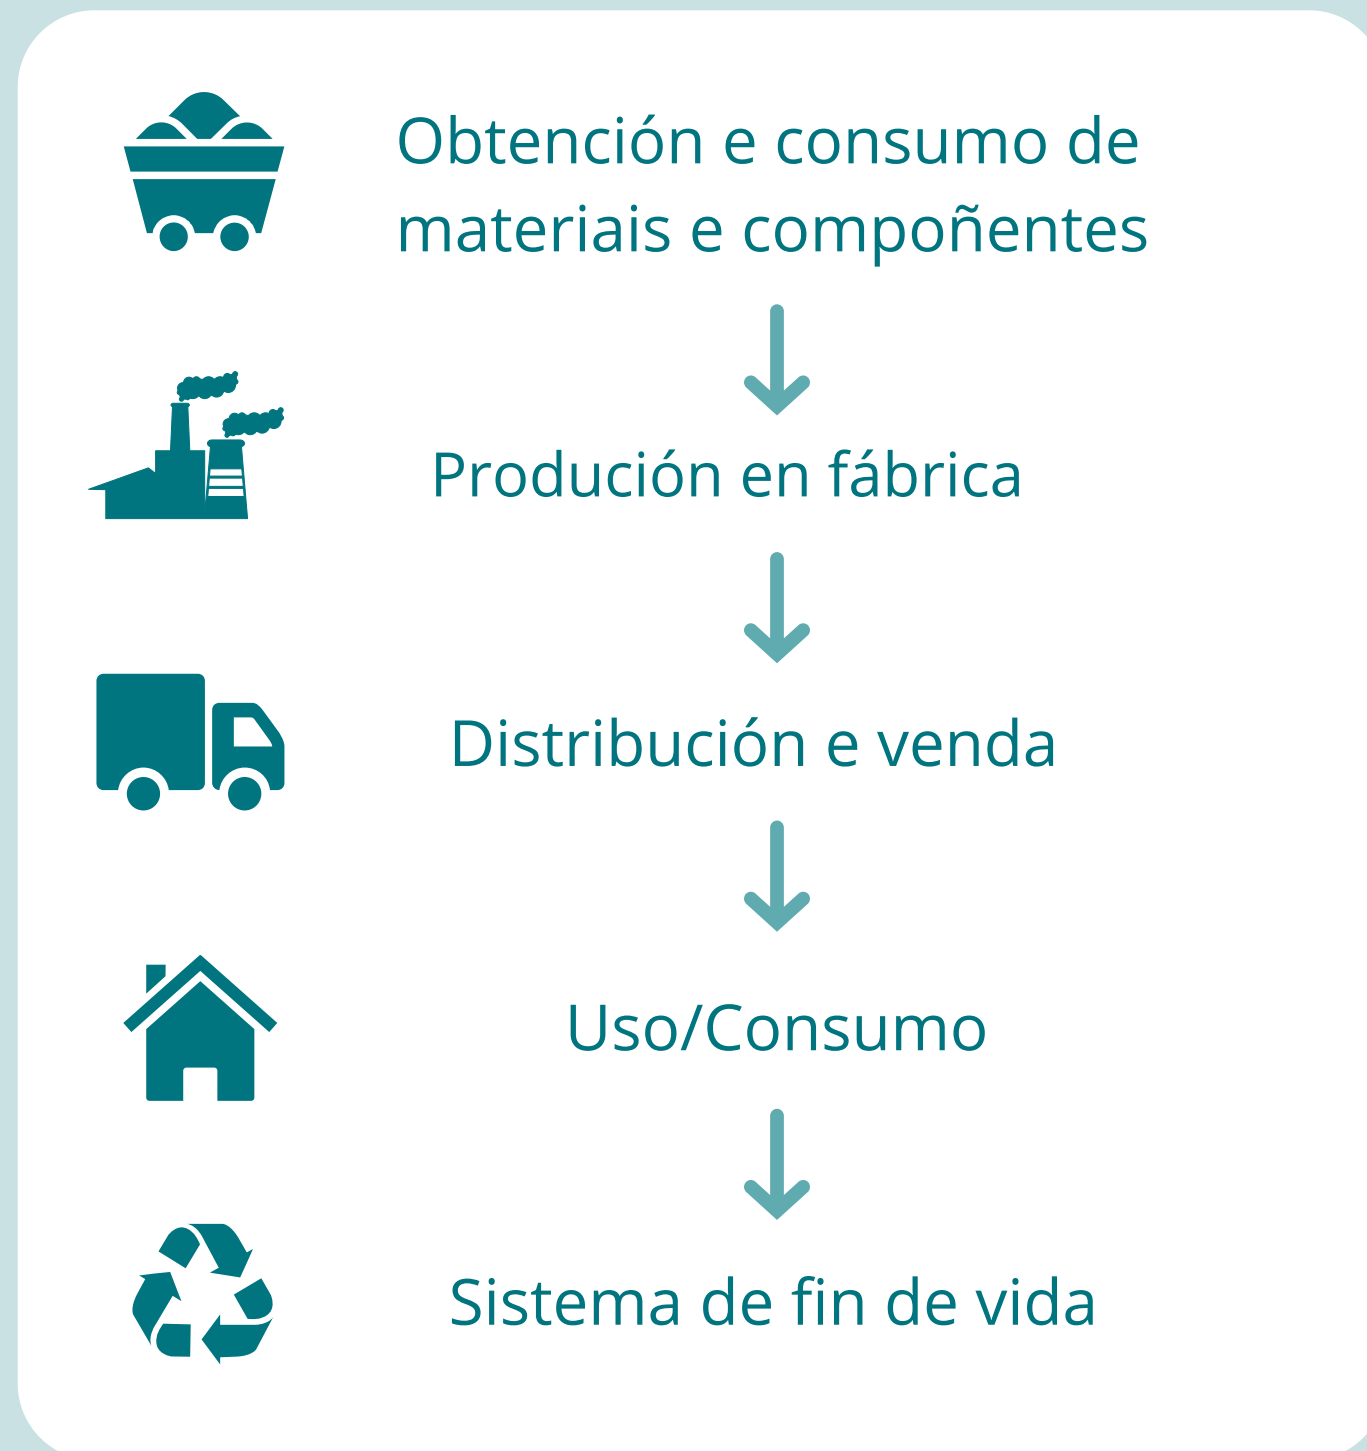 Obtención e consumo de
materiais e compoñentes
Produción en fábrica
Distribución e venda
Uso/Consumo
Sistema de fin de vida